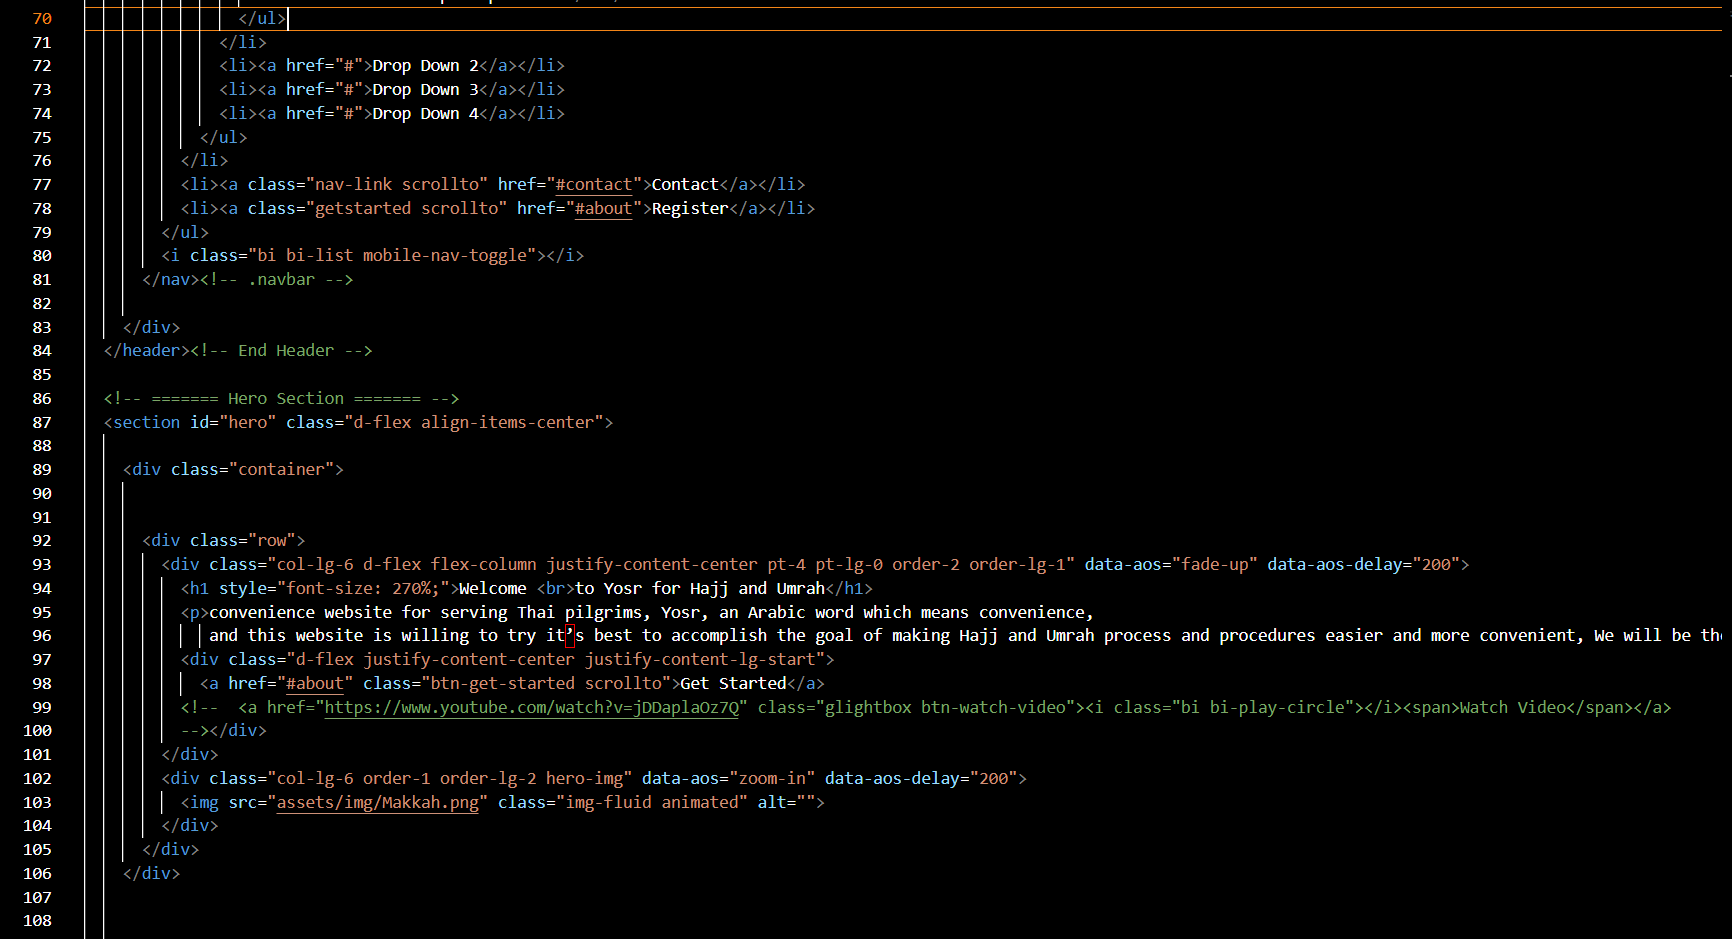 70 </ul>
71 </li>
72 <li><a href="#">Drop Down 2</a></li>
73 <li><a href="#">Drop Down 3</a></li>
74 <li><a href="#">Drop Down 4</a></li>
75 </ul>
76 </li>
77 <li><a class="nav-link scrollto" href="#contact">Contact</a></li>
78 <li><a class="getstarted scrollto" href="#about">Register</a></li>
79 </ul>
80 <i class="bi bi-list mobile-nav-toggle"></i>
81 </nav><!-- .navbar -->
82
83 </div>
84 </header><!-- End Header -->
85
86 <!-- ======= Hero Section ======= -->
87 <section id="hero" class="d-flex align-items-center">
88
89 <div class="container">
90
91
92 <div class="row">
93 <div class="col-lg-6 d-flex flex-column justify-content-center pt-4 pt-lg-0 order-2 order-lg-1" data-aos="fade-up" data-aos-delay="200">
94 <h1 style="font-size: 270%;">Welcome <br>to Yosr for Hajj and Umrah</h1>
95 <p>convenience website for serving Thai pilgrims, Yosr, an Arabic word which means convenience,
96 and this website is willing to try it’s best to accomplish the goal of making Hajj and Umrah process and procedures easier and more convenient, We will be the
97 <div class="d-flex justify-content-center justify-content-lg-start">
98 <a href="#about" class="btn-get-started scrollto">Get Started</a>
99 <!-- <a href="https://www.youtube.com/watch?v=jDDaplaOz7Q" class="glightbox btn-watch-video"><i class="bi bi-play-circle"></i><span>Watch Video</span></a>
100 --></div>
101 </div>
102 <div class="col-lg-6 order-1 order-lg-2 hero-img" data-aos="zoom-in" data-aos-delay="200">
103 <img src="assets/img/Makkah.png" class="img-fluid animated" alt="">
104 </div>
105 </div>
106 </div>
107
108